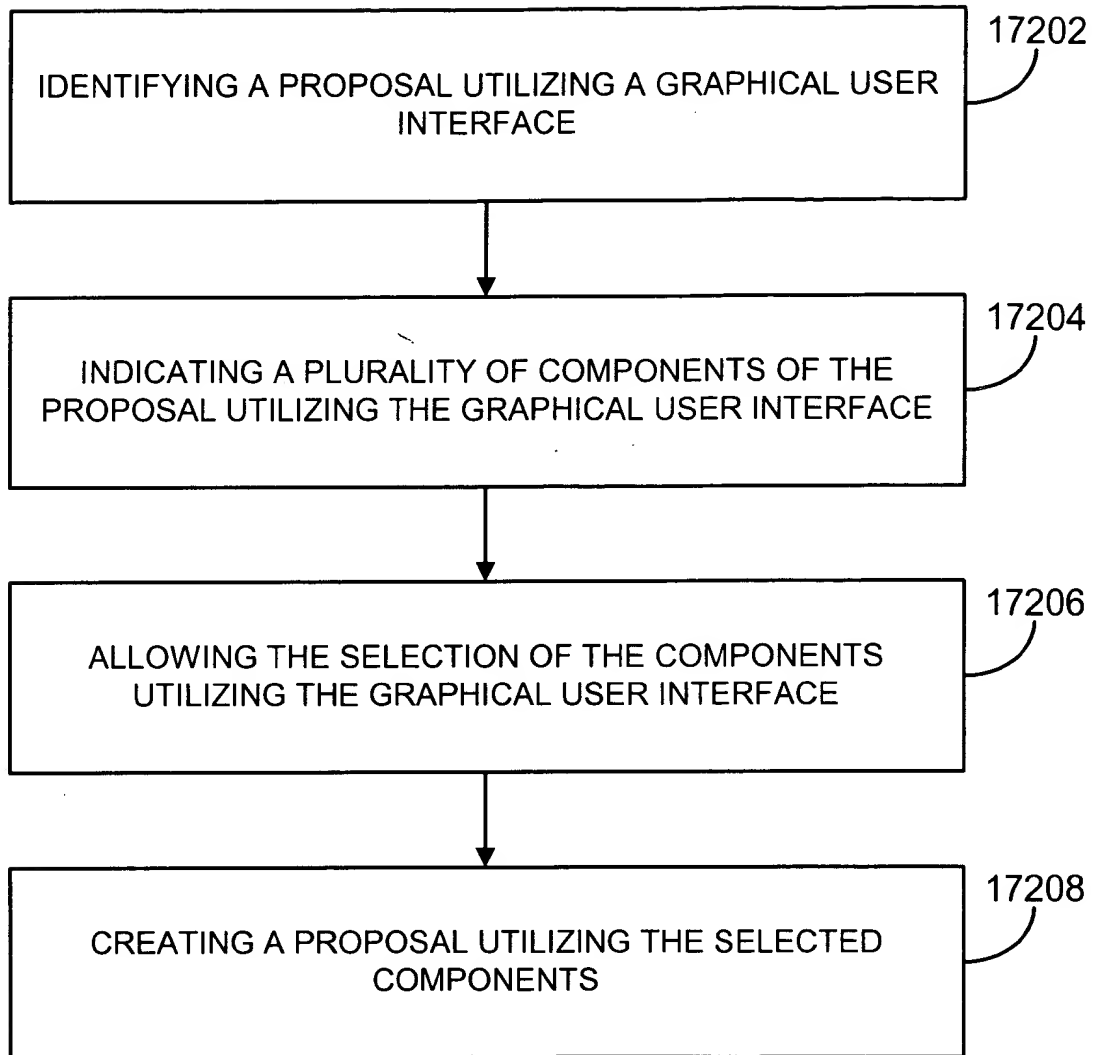 17202
IDENTIFYING A PROPOSAL UTILIZING A GRAPHICAL USER
INTERFACE
17204
INDICATING A PLURALITY OF COMPONENTS OF THE
PROPOSAL UTILIZING THE GRAPHICAL USER INTERFACE
17206
ALLOWING THE SELECTION OF THE COMPONENTS
UTILIZING THE GRAPHICAL USER INTERFACE
17208
CREATING A PROPOSAL UTILIZING THE SELECTED
COMPONENTS